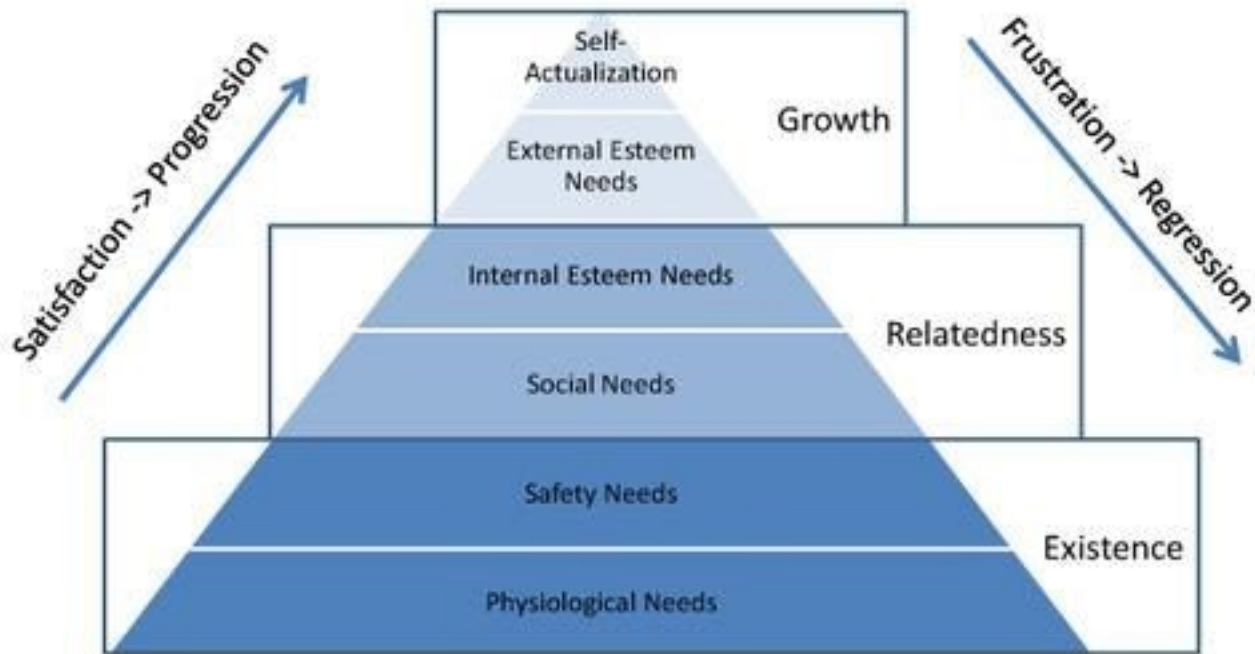 Self-
Actualization
Growth
External Esteem
Needs
Satisfaction -> Progression
Frustration -> Regression
Internal Esteem Needs
Relatedness
Social Needs
Safety Needs
Existence
Physiological Needs